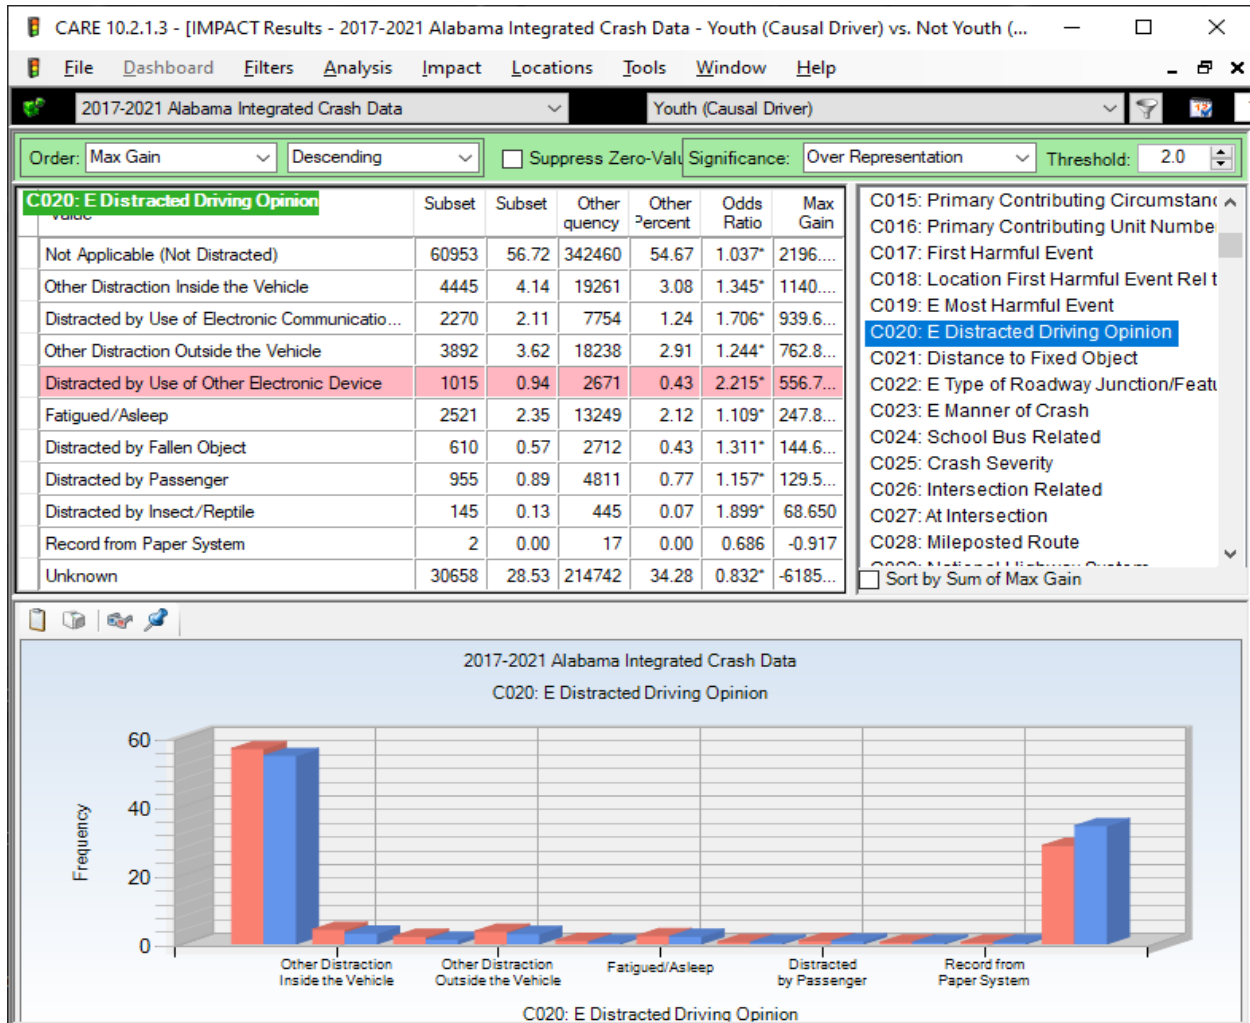 CARE 10.2.1.3 - [IMPACT Results - 2017-2021 Alabama Integrated Crash Data - Youth (Causal Driver) vs. Not Youth (...
File Dashboard Filters Analysis Impact Locations Tools Window Help
2017-2021 Alabama Integrated Crash Data Youth (Causal Driver)
Order: Max Gain Descending Suppress Zero-Valu Significance: Over Representation Threshold: 2.0
C020: E Distracted Driving Opinion Subset Subset Other quency Other Percent Odds Ratio Max Gain
Not Applicable (Not Distracted) 60953 56.72 342460 54.67 1.037* 2196....
Other Distraction Inside the Vehicle 4445 4.14 19261 3.08 1.345* 1140....
Distracted by Use of Electronic Communicatio... 2270 2.11 7754 1.24 1.706* 939.6...
Other Distraction Outside the Vehicle 3892 3.62 18238 2.91 1.244* 762.8...
Distracted by Use of Other Electronic Device 1015 0.94 2671 0.43 2.215* 556.7...
Fatigued/Asleep 2521 2.35 13249 2.12 1.109* 247.8...
Distracted by Fallen Object 610 0.57 2712 0.43 1.311* 144.6...
Distracted by Passenger 955 0.89 4811 0.77 1.157* 129.5...
Distracted by Insect/Reptile 145 0.13 445 0.07 1.899* 68.650
Record from Paper System 2 0.00 17 0.00 0.686 -0.917
Unknown 30658 28.53 214742 34.28 0.832* -6185...
C015: Primary Contributing Circumstanc
C016: Primary Contributing Unit Numbe
C017: First Harmful Event
C018: Location First Harmful Event Rel t
C019: E Most Harmful Event
C020: E Distracted Driving Opinion
C021: Distance to Fixed Object
C022: E Type of Roadway Junction/Featu
C023: E Manner of Crash
C024: School Bus Related
C025: Crash Severity
C026: Intersection Related
C027: At Intersection
C028: Mileposted Route
Sort by Sum of Max Gain
2017-2021 Alabama Integrated Crash Data
C020: E Distracted Driving Opinion
60
40
20
0
Frequency
Other Distraction
Inside the Vehicle
Other Distraction
Outside the Vehicle
Fatigued/Asleep
Distracted
by Passenger
Record from
Paper System
C020: E Distracted Driving Opinion